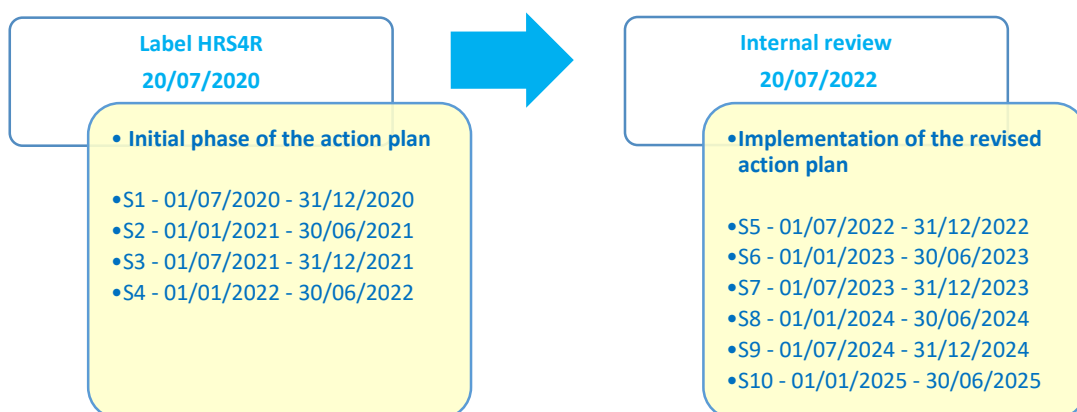 Label HRS4R
20/07/2020
• Initial phase of the action plan
•S1 - 01/07/2020 - 31/12/2020
•S2 - 01/01/2021 - 30/06/2021
•S3 - 01/07/2021 - 31/12/2021
•S4 - 01/01/2022 - 30/06/2022
Internal review
20/07/2022
•Implementation of the revised
action plan
•S5 - 01/07/2022 - 31/12/2022
•S6 - 01/01/2023 - 30/06/2023
•S7 - 01/07/2023 - 31/12/2023
•S8 - 01/01/2024 - 30/06/2024
•S9 - 01/07/2024 - 31/12/2024
•S10 - 01/01/2025 - 30/06/2025